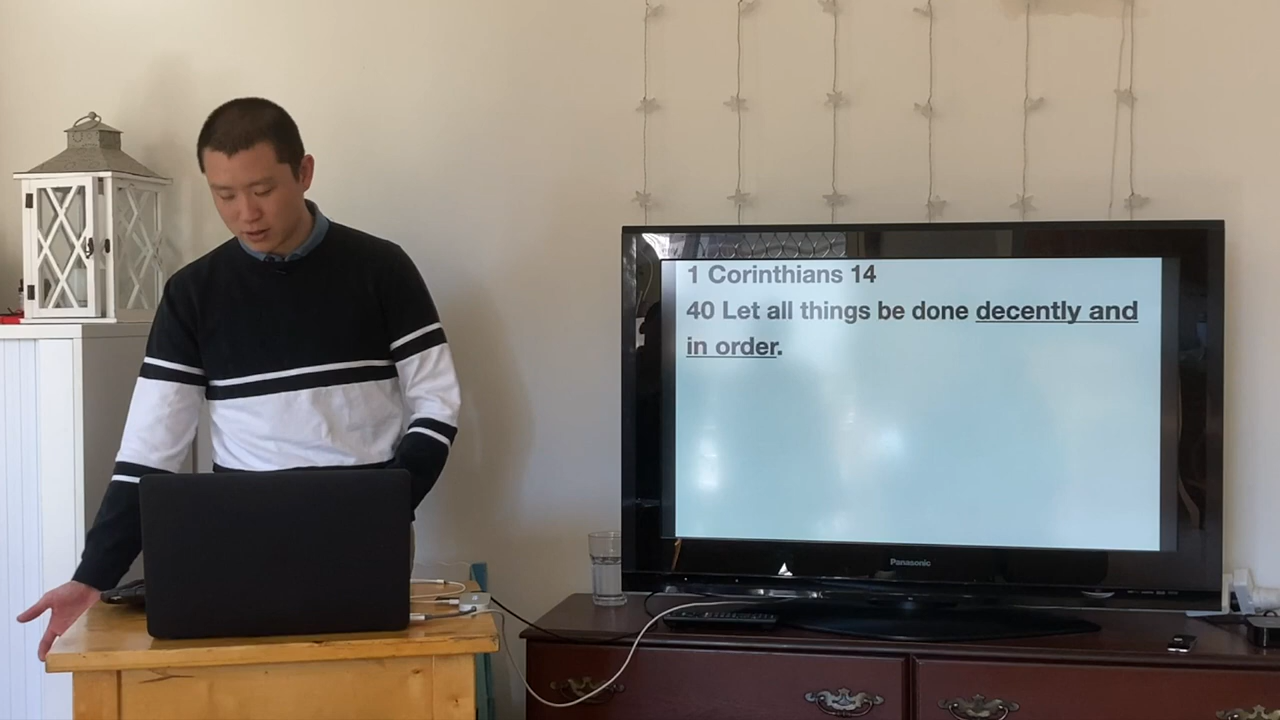 1 Corinthians 14
40 Let all things be done decently and
in order.
Panasonic